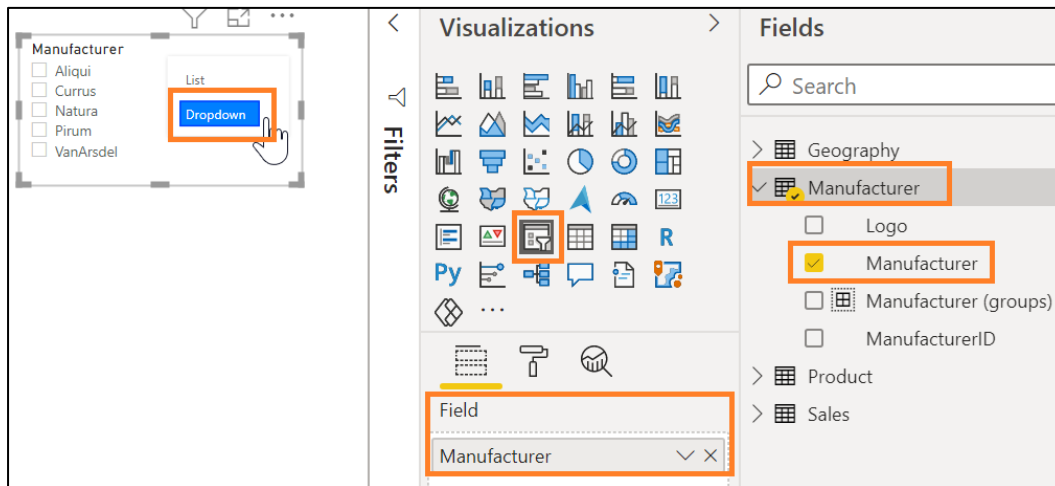 Manufacturer
Aliqui
Currus
Natura
Pirum
VanArsdel
List
Dropdown
Filters
Visualizations
123
R
Py
Field
Manufacturer
Fields
Search
Geography
Manufacturer
Logo
Manufacturer
Manufacturer (groups)
ManufacturerID
Product
Sales